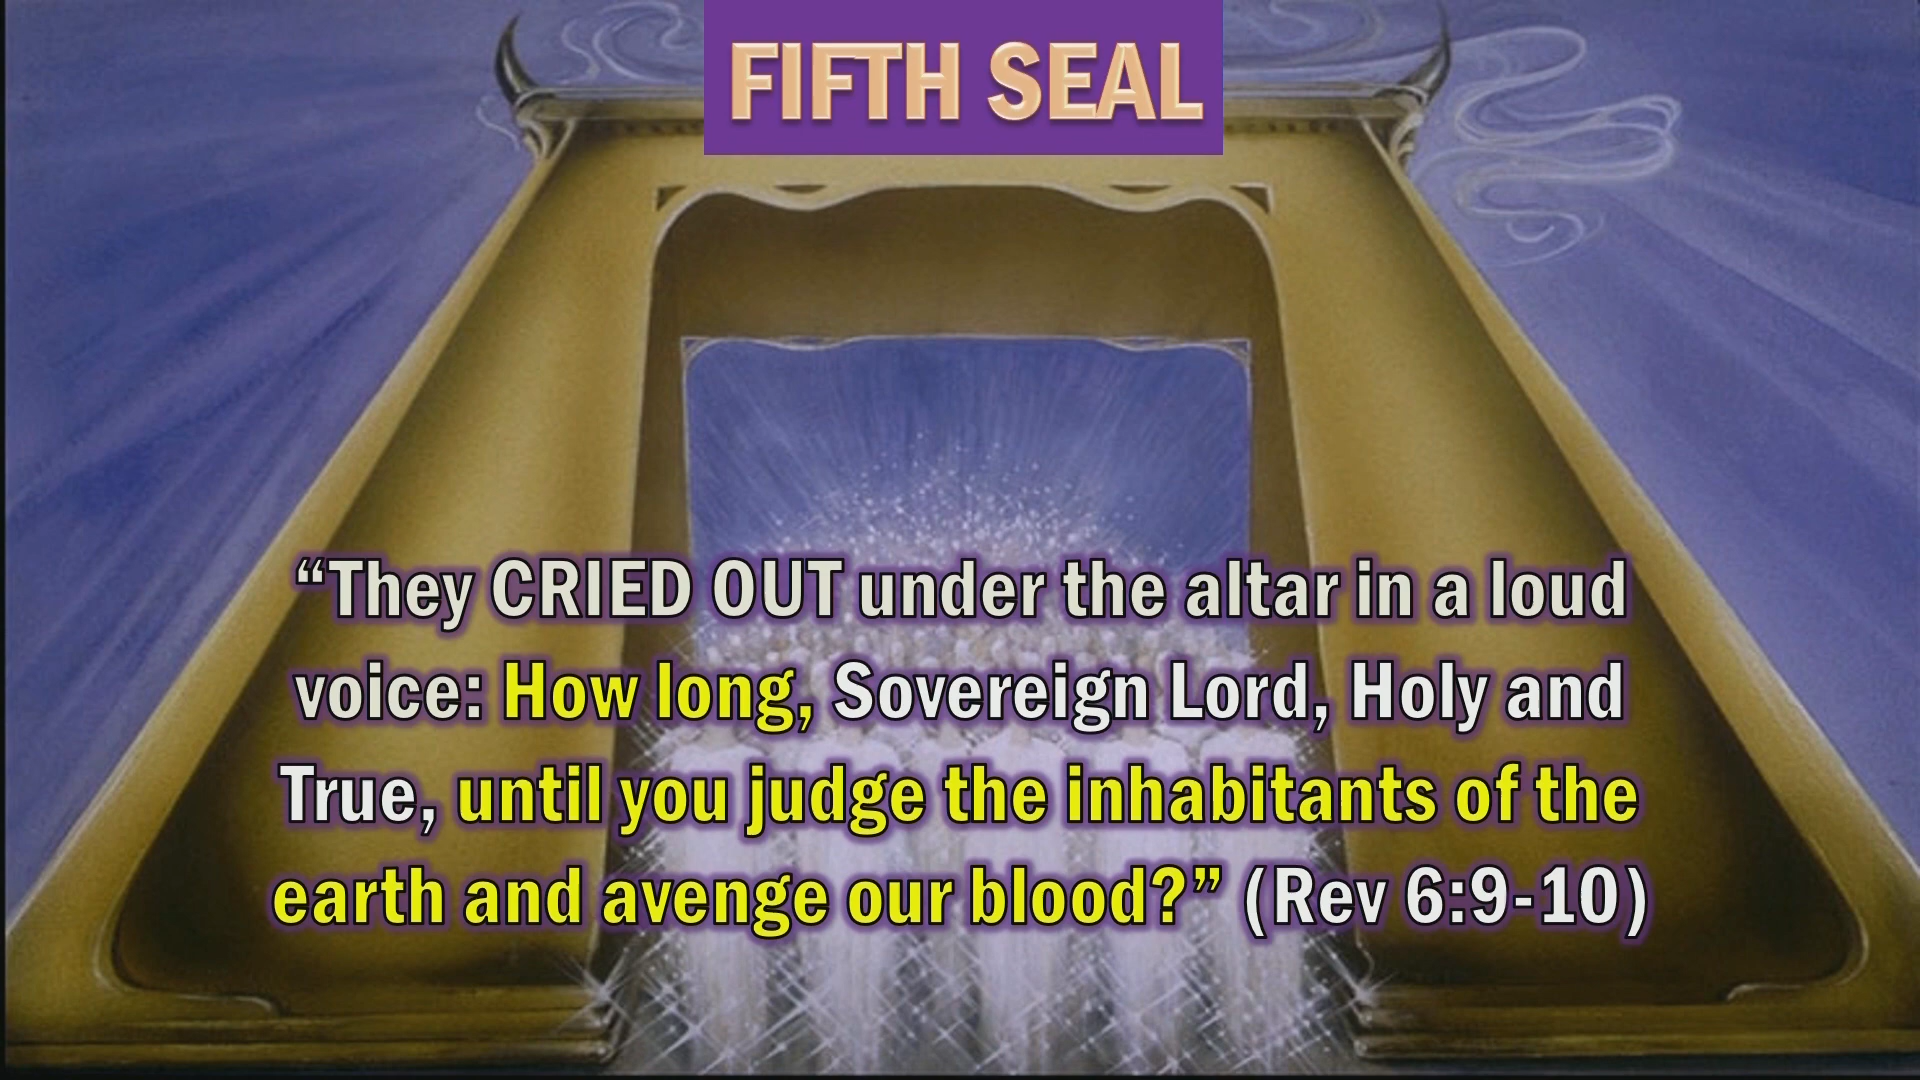 FIFTH SEAL
“They CRIED OUT under the altar in a loud
voice: How long, Sovereign Lord, Holy and
True, until you judge the inhabitants of the
earth and avenge our blood?” (Rev 6:9-10)